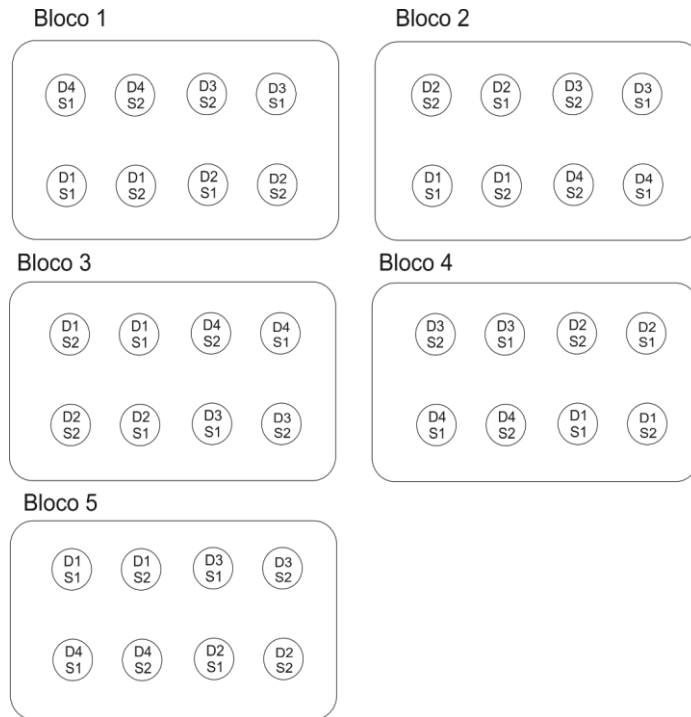 Bloco 1
D4
S1
D4
S2
D3
S2
D3
S1
D1
S1
D1
S2
D2
S1
D2
S2
Bloco 2
D2
S2
D2
S1
D3
S2
D3
S1
D1
S1
D1
S2
D4
S2
D4
S1
Bloco 3
D1
S2
D1
S1
D4
S2
D4
S1
D2
S2
D2
S1
D3
S1
D3
S2
Bloco 4
D3
S2
D3
S1
D2
S2
D2
S1
D4
S1
D4
S2
D1
S1
D1
S2
Bloco 5
D1
S1
D1
S2
D3
S1
D3
S2
D4
S1
D4
S2
D2
S1
D2
S2